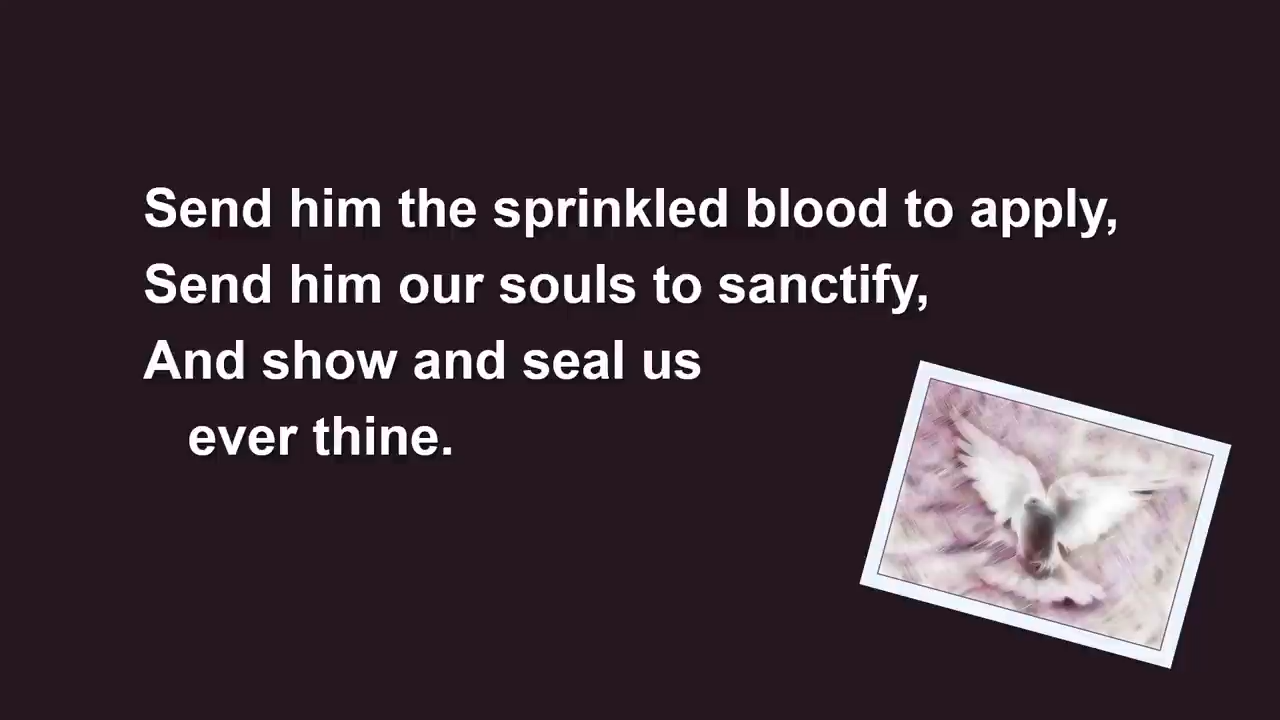 Send him the sprinkled blood to apply,
Send him our souls to sanctify,
And show and seal us
ever thine.